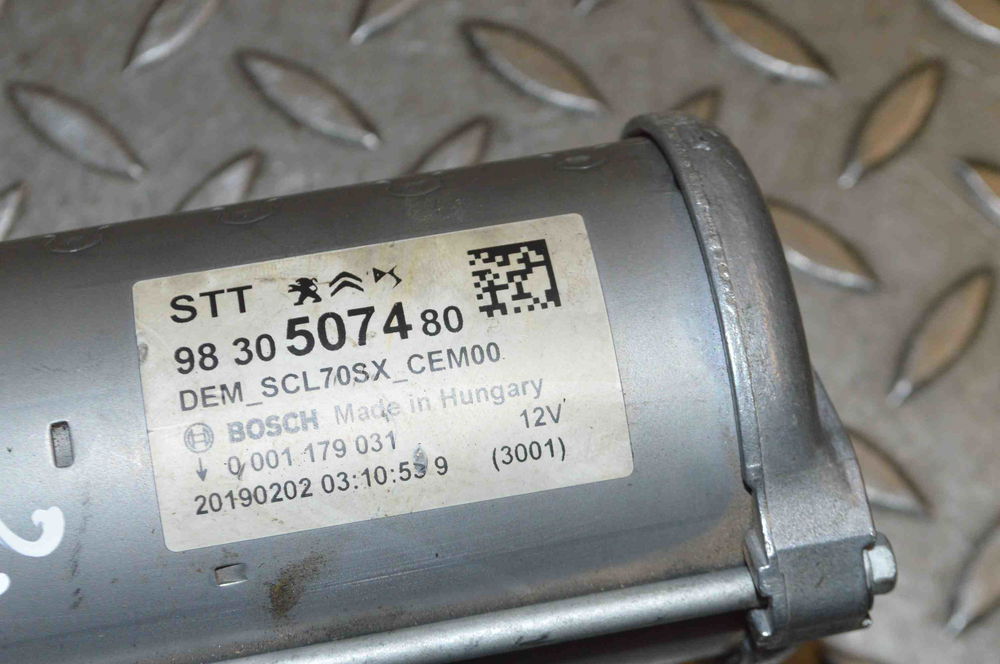 STT
98 30 5074 80
DEM_SCL70SX_CEM00
BOSCH Made in Hungary
0 001 179 031 12V
20190202 03:10:53 9 (3001)